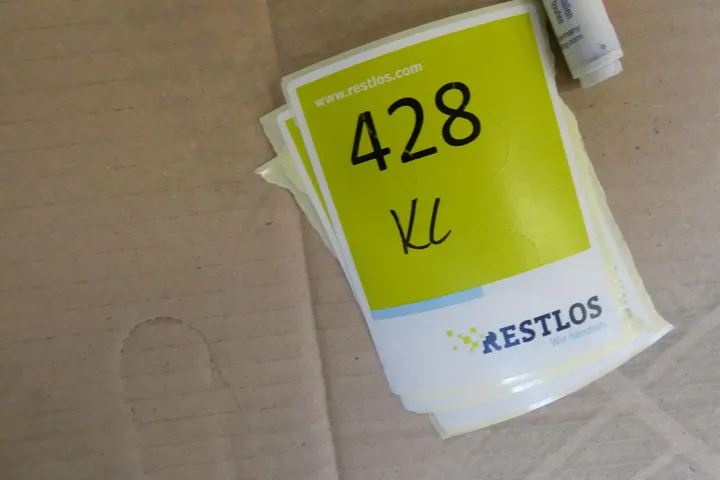 www.restlos.com
428
KL
RESTLOS
Wir handeln.